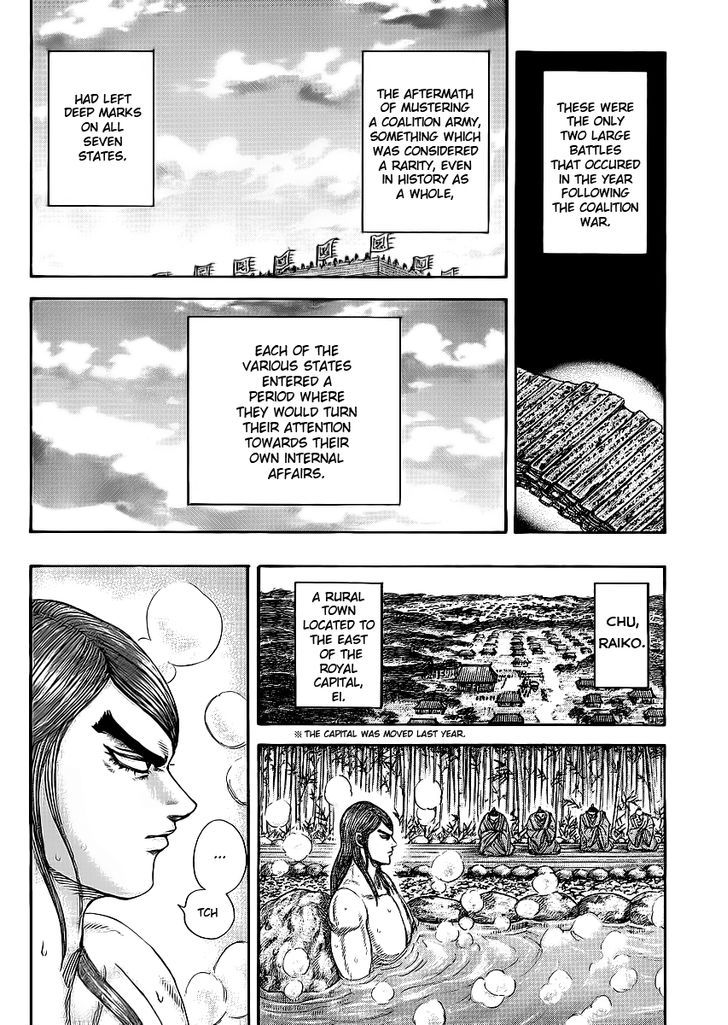 THESE WERE
THE ONLY
TWO LARGE
BATTLES
THAT OCCURED
IN THE YEAR
FOLLOWING
THE COALITION
WAR.
THE AFTERMATH
OF MUSTERING
A COALITION ARMY,
SOMETHING WHICH
WAS CONSIDERED
A RARITY, EVEN
IN HISTORY AS
A WHOLE,
HAD LEFT
DEEP MARKS
ON ALL
SEVEN
STATES.
EACH OF THE
VARIOUS STATES
ENTERED A
PERIOD WHERE
THEY WOULD TURN
THEIR ATTENTION
TOWARDS THEIR
OWN INTERNAL
AFFAIRS.
CHU,
RAIKO.
A RURAL
TOWN
LOCATED TO
THE EAST
OF THE
ROYAL
CAPITAL,
EI.
※ THE CAPITAL WAS MOVED LAST YEAR.
...
TCH